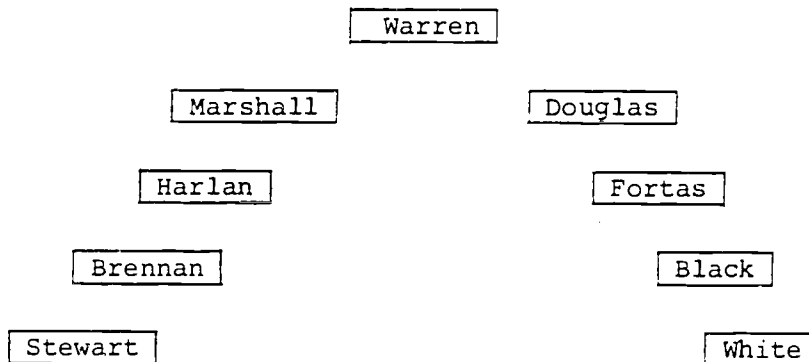 Warren
Marshall Douglas
Harlan Fortas
Brennan Black
Stewart White